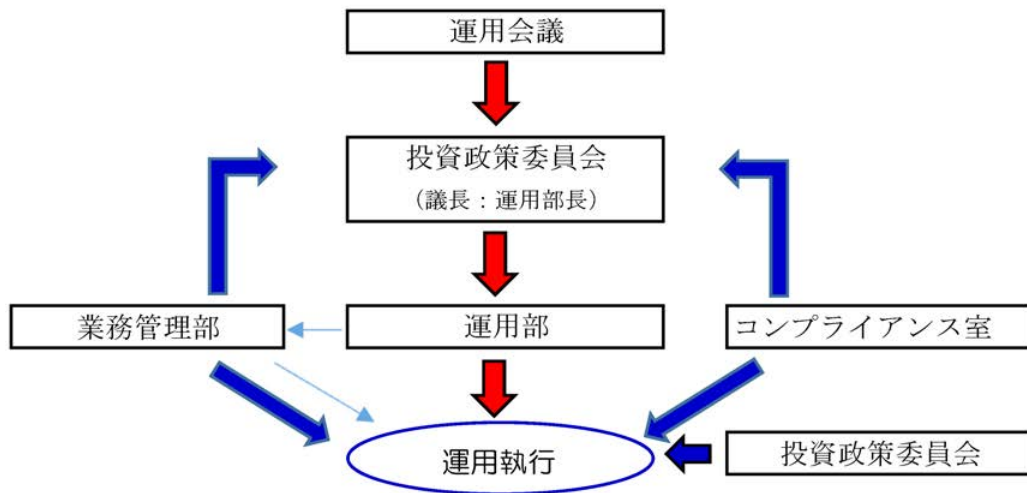 運用会議
投資政策委員会
(議長：運用部長)
業務管理部
運用部
コンプライアンス室
運用執行
投資政策委員会